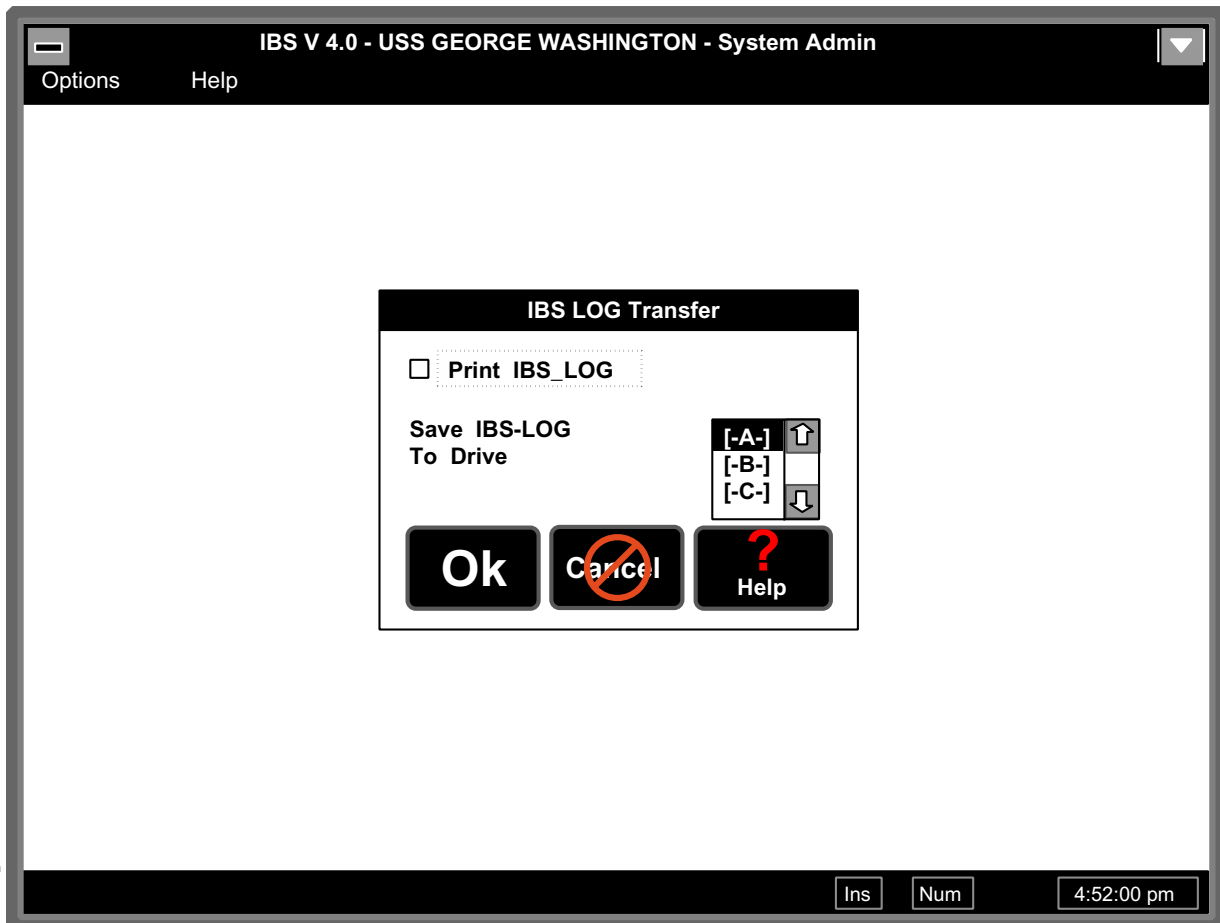 IBS V 4.0 - USS GEORGE WASHINGTON - System Admin
Options Help
IBS LOG Transfer
Print IBS_LOG
Save IBS-LOG
To Drive
[-A-]
[-B-]
[-C-]
Ok
Cancel
?
Help
Ins Num 4:52:00 pm